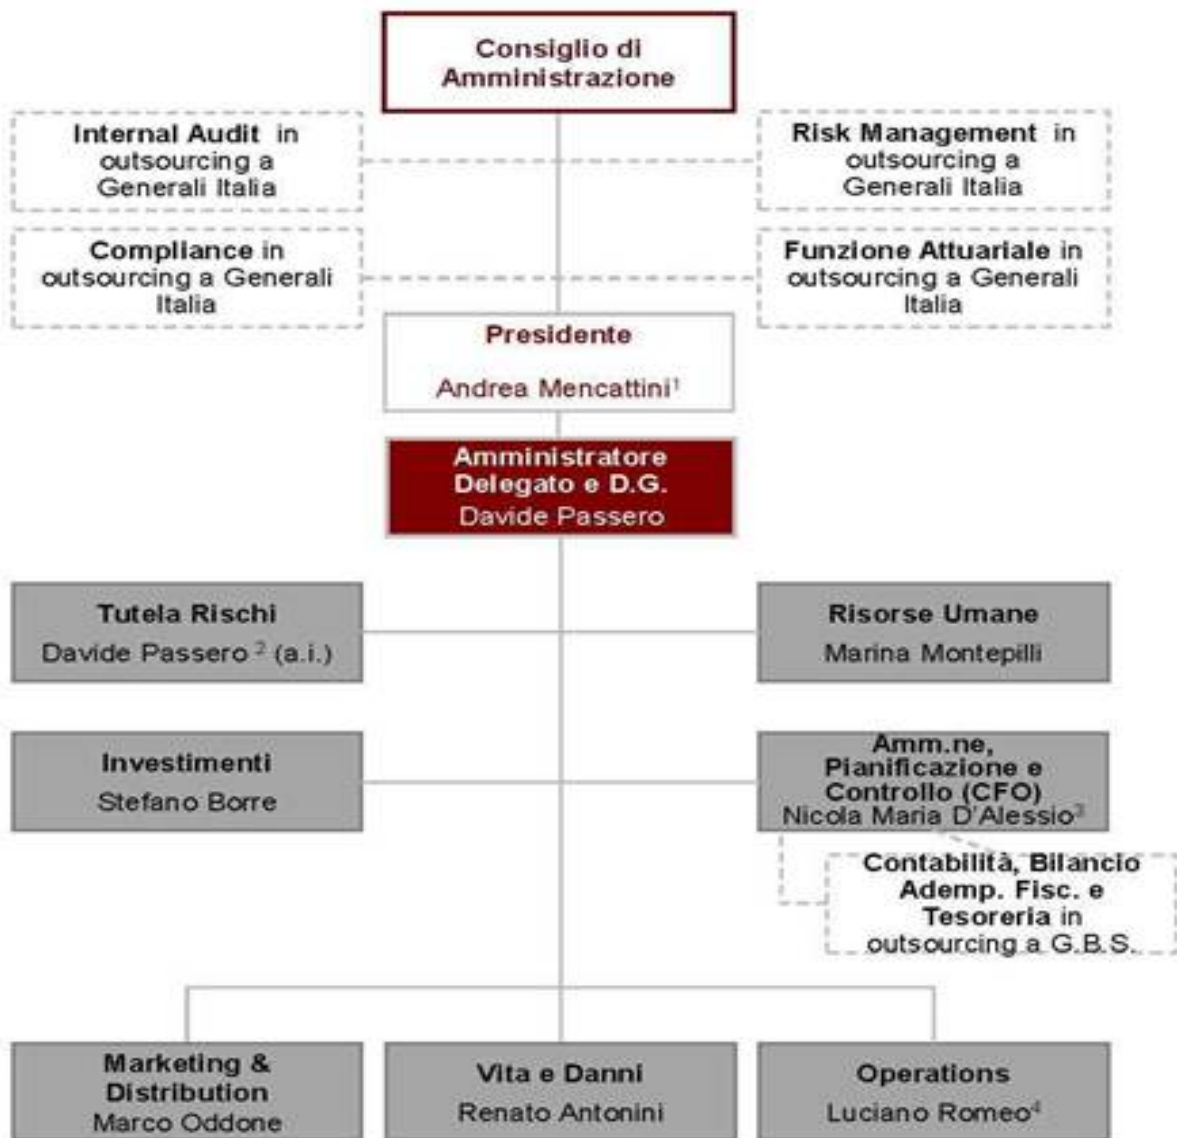 Consiglio di
Amministrazione
Internal Audit in
outsourcing a
Generali Italia
Risk Management in
outsourcing a
Generali Italia
Compliance in
outsourcing a Generali
Italia
Funzione Attuariale in
outsourcing a Generali
Italia
Presidente
Andrea Mencattini¹
Amministratore
Delegato e D.G.
Davide Passero
Tutela Rischi
Davide Passero ² (a.i.)
Risorse Umane
Marina Montepilli
Investimenti
Stefano Borre
Amm.ne,
Pianificazione e
Controllo (CFO)
Nicola Maria D'Alessio³
Contabilità, Bilancio
Ademp. Fisc. e
Tesoreria in
outsourcing a G.B.S.
Marketing &
Distribution
Marco Oddone
Vita e Danni
Renato Antonini
Operations
Luciano Romeo⁴